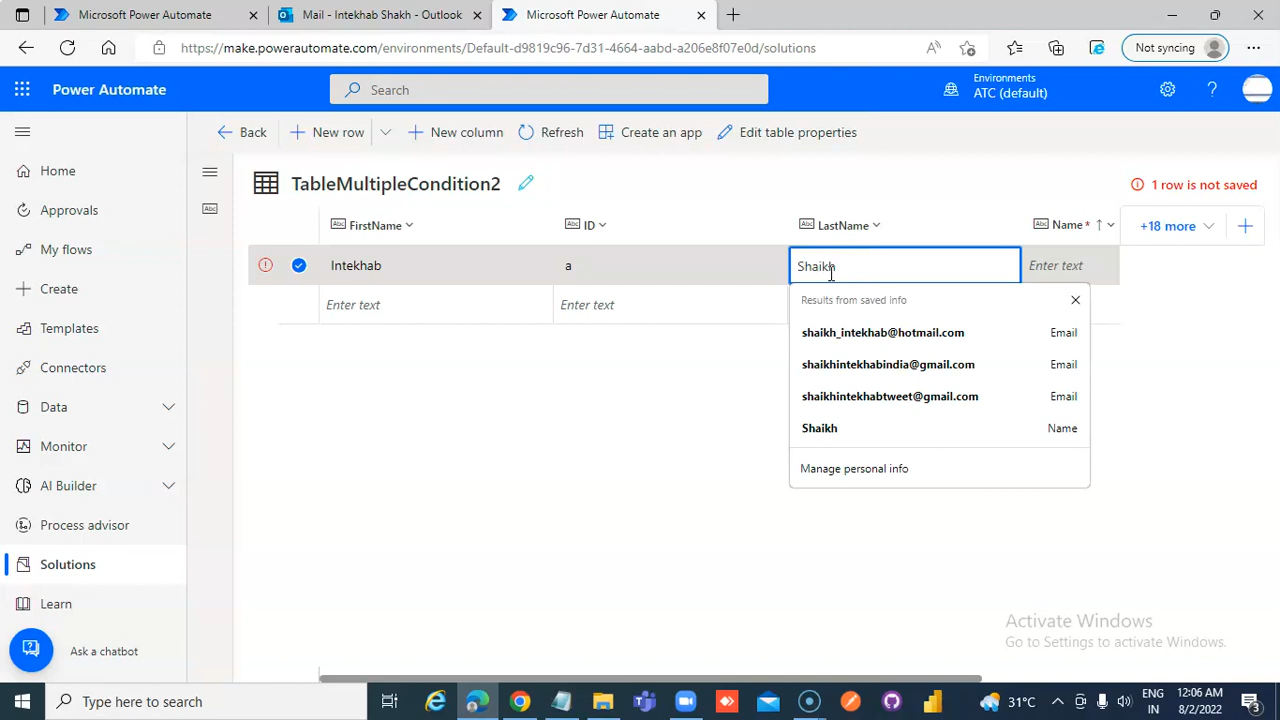 Microsoft Power Automate
Mail - Intekhab Shakh - Outlook
Microsoft Power Automate
https://make.powerautomate.com/environments/Default-d9819c96-7d31-4664-aabd-a206e8f07e0d/solutions
Not syncing
Power Automate
Search
Environments
ATC (default)
Back
New row
New column
Refresh
Create an app
Edit table properties
Home
Approvals
My flows
Create
Templates
Connectors
Data
Monitor
AI Builder
Process advisor
Solutions
Learn
Ask a chatbot
TableMultipleCondition2
1 row is not saved
Abc FirstName
Abc ID
Abc LastName
Abc Name *
+18 more
Abc
Intekhab
a
Shaikh
Enter text
Enter text
Enter text
Results from saved info
shaikh_intekhab@hotmail.com Email
shaikhintekhabindia@gmail.com Email
shaikhintekhabtweet@gmail.com Email
Shaikh Name
Manage personal info
Activate Windows
Go to Settings to activate Windows.
Type here to search
31°C
ENG
IN
12:06 AM
8/2/2022
3